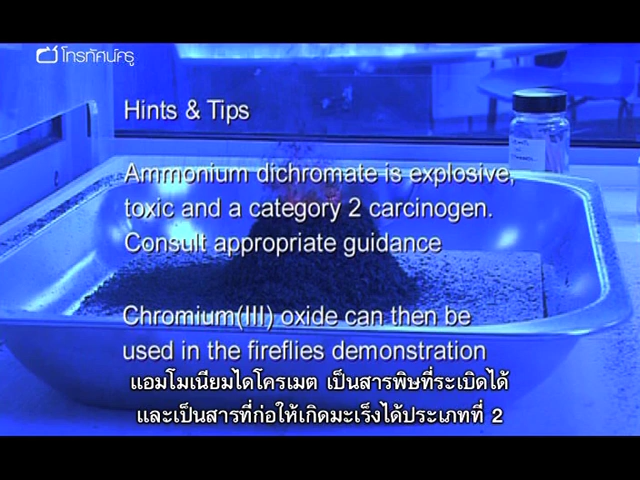 โทรทัศน์ครู
Hints & Tips
Ammonium dichromate is explosive,
toxic and a category 2 carcinogen.
Consult appropriate guidance
Chromium(III) oxide can then be
used in the fireflies demonstration
แอมโมเนียมไดโครเมต เป็นสารพิษที่ระเบิดได้
และเป็นสารที่ก่อให้เกิดมะเร็งได้ประเภทที่ 2